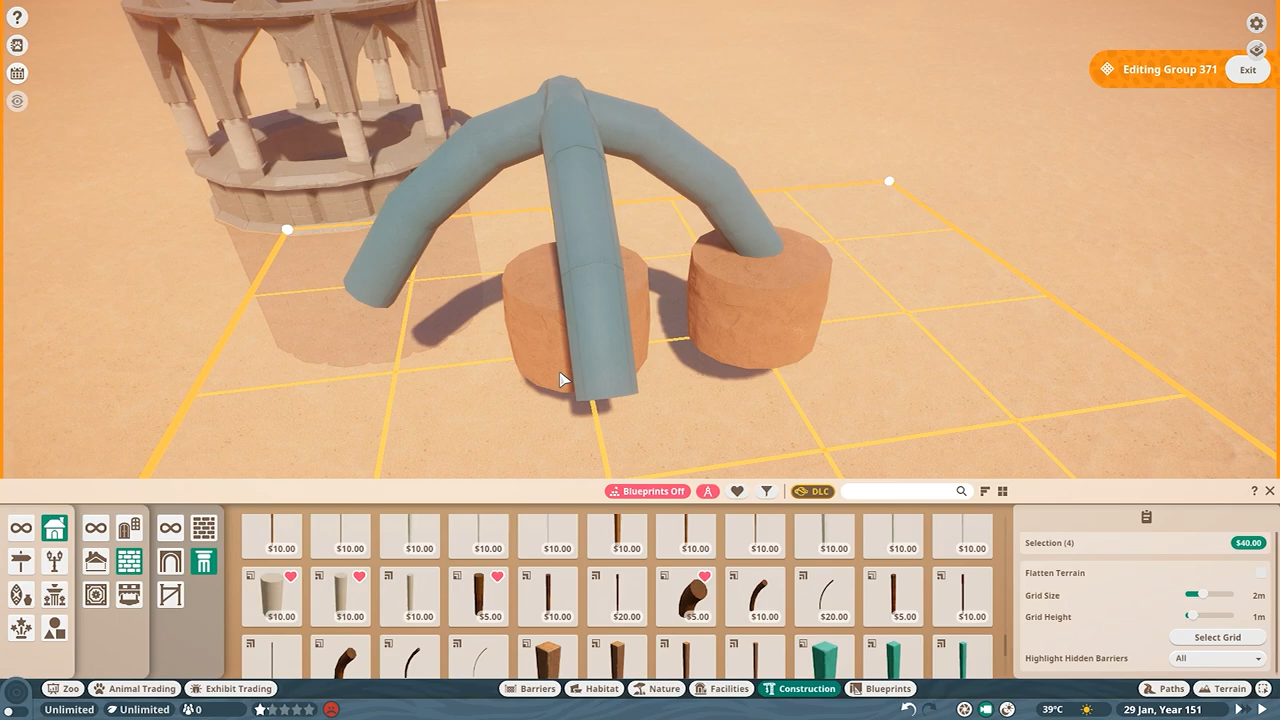 ?
Editing Group 371
Exit
Blueprints Off
DLC
?
$10.00 $10.00 $10.00 $10.00 $10.00 $10.00 $10.00 $10.00 $10.00 $10.00 $10.00
$10.00 $10.00 $10.00 $5.00 $10.00 $20.00 $5.00 $10.00 $20.00 $5.00 $10.00
Selection (4) $40.00
Flatten Terrain
Grid Size 2m
Grid Height 1m
Select Grid
Highlight Hidden Barriers All
Zoo Animal Trading Exhibit Trading Barriers Habitat Nature Facilities Construction Blueprints Paths Terrain
Unlimited Unlimited 0 39°C 29 Jan, Year 151